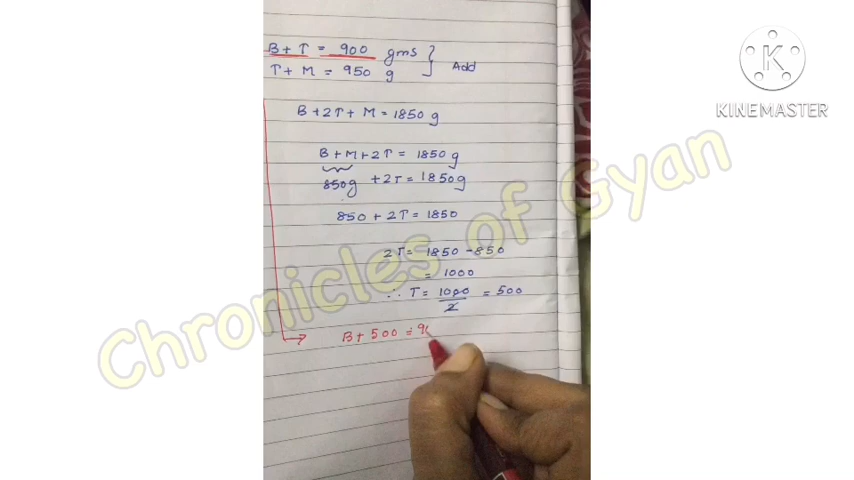 B + T = 900 gms
T + M = 950 g
Add
B + 2T + M = 1850 g
B + M + 2T = 1850 g
850g + 2T = 1850g
850 + 2T = 1850
2T = 1850 - 850
= 1000
∴ T = 1000/2 = 500
B + 500 = 9
K
KINEMASTER
Chronicles of Gyan